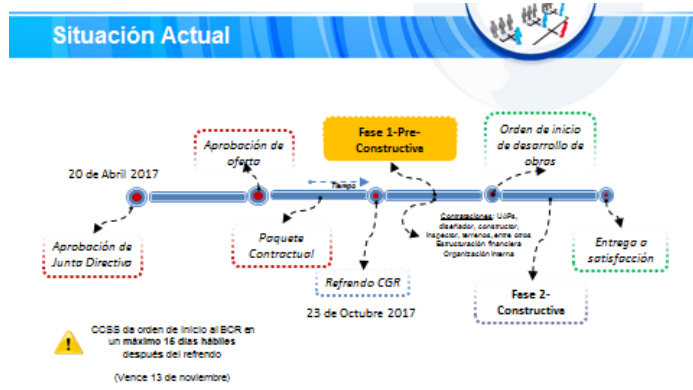 Situación Actual
20 de Abril 2017
Aprobación de
Junta Directiva
Aprobación de
oferta
Paquete
Contractual
Tiempo
Fase 1-Pre-
Constructiva
Refrendo CGR
23 de Octubre 2017
Contrataciones: UAPs,
diseñador, constructor,
inspector, terrenos, entre otros
Estructuración financiera
Organización interna
Orden de inicio
de desarrollo de
obras
Fase 2-
Constructiva
Entrega a
satisfacción
CCSS da orden de inicio al BCR en
un máximo 15 días hábiles
después del refrendo
(Vence 13 de noviembre)